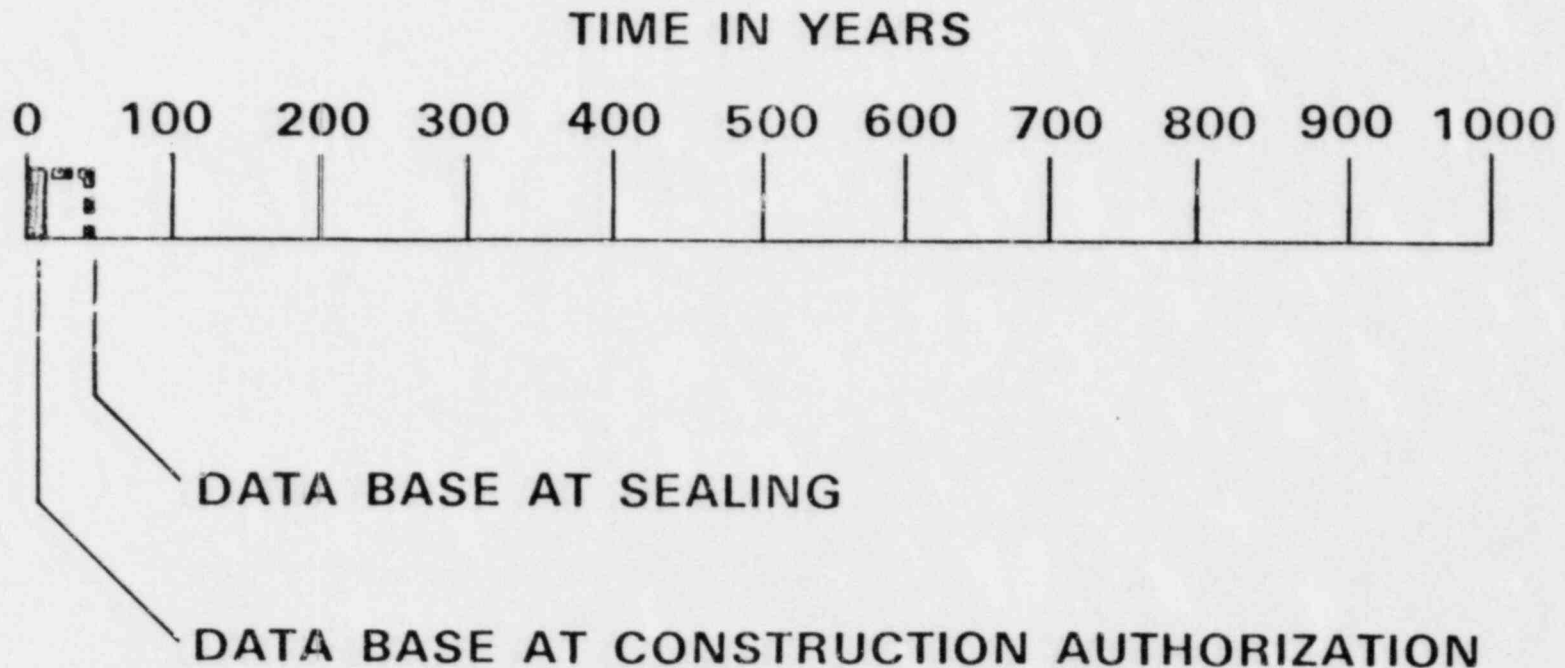 TIME IN YEARS
0 100 200 300 400 500 600 700 800 900 1000
DATA BASE AT SEALING
DATA BASE AT CONSTRUCTION AUTHORIZATION